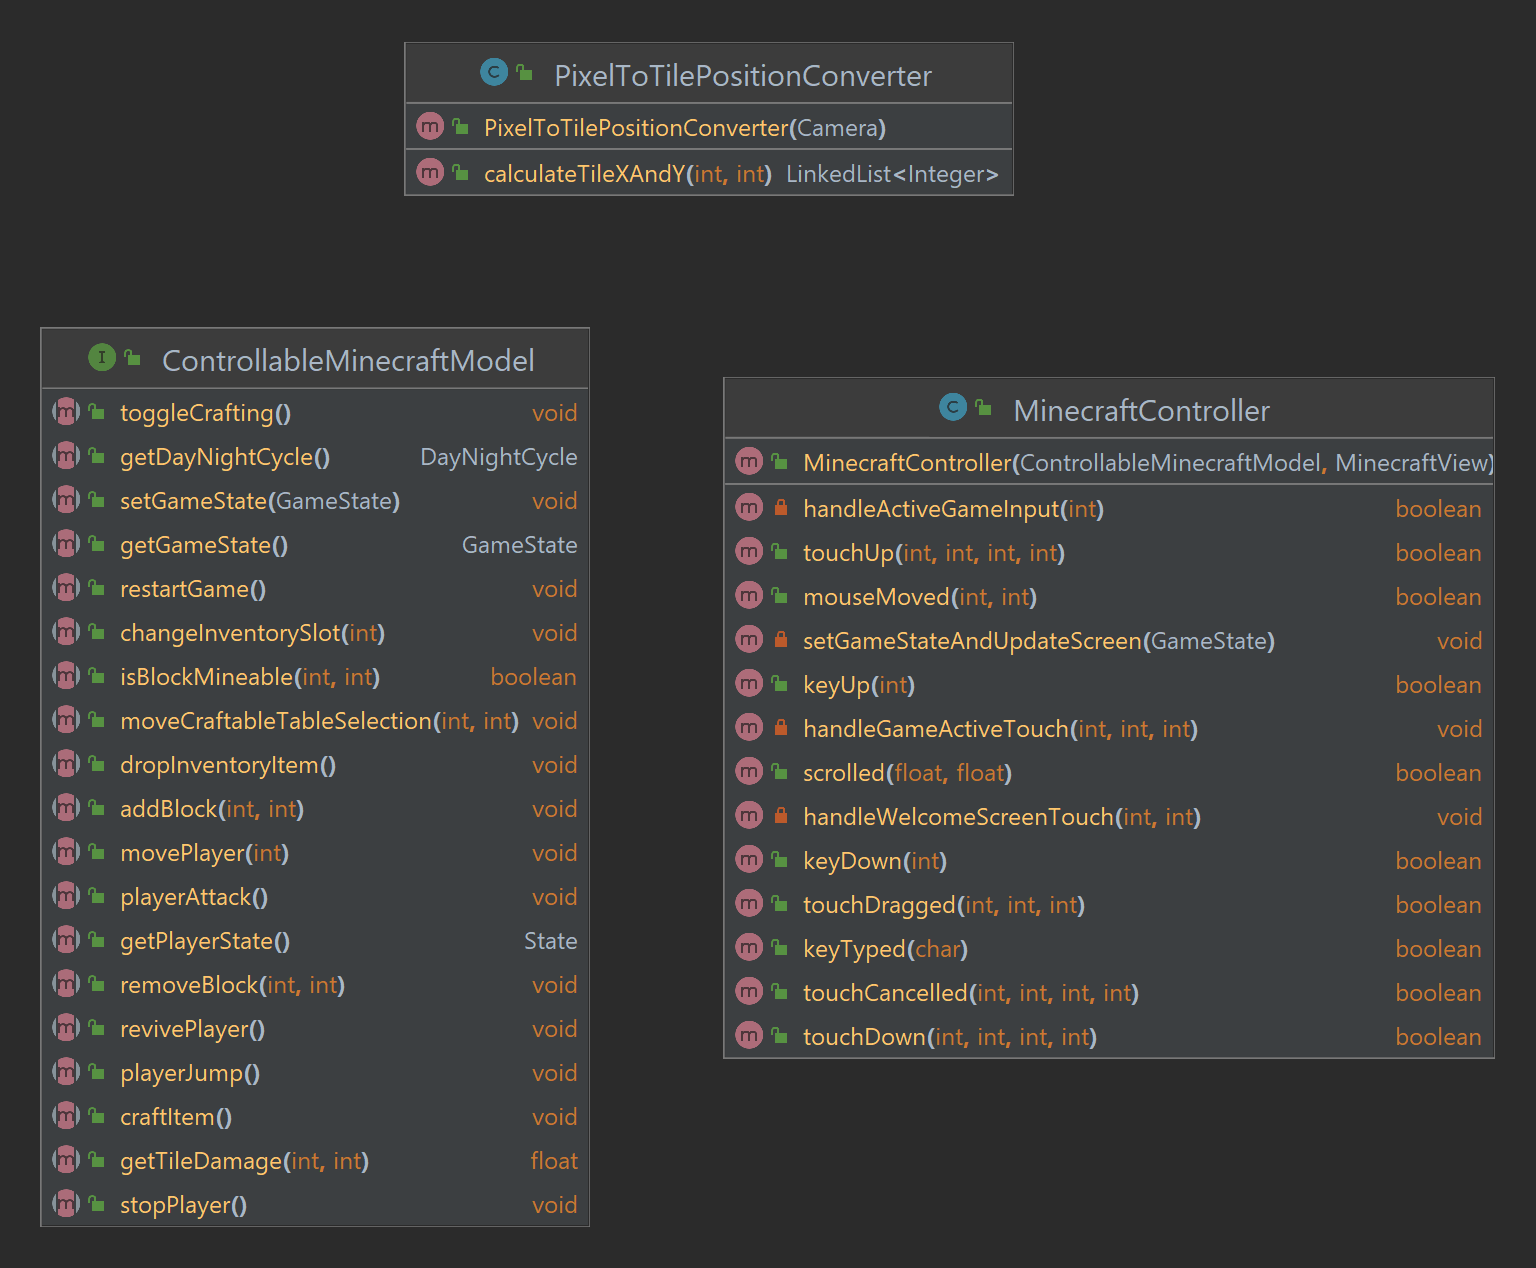 PixelToTilePositionConverter
PixelToTilePositionConverter(Camera)
calculateTileXAndY(int, int) LinkedList<Integer>
ControllableMinecraftModel
toggleCrafting() void
getDayNightCycle() DayNightCycle
setGameState(GameState) void
getGameState() GameState
restartGame() void
changeInventorySlot(int) void
isBlockMineable(int, int) boolean
moveCraftableTableSelection(int, int) void
dropInventoryItem() void
addBlock(int, int) void
movePlayer(int) void
playerAttack() void
getPlayerState() State
removeBlock(int, int) void
revivePlayer() void
playerJump() void
craftItem() void
getTileDamage(int, int) float
stopPlayer() void
MinecraftController
MinecraftController(ControllableMinecraftModel, MinecraftView)
handleActiveGameInput(int) boolean
touchUp(int, int, int, int) boolean
mouseMoved(int, int) boolean
setGameStateAndUpdateScreen(GameState) void
keyUp(int) boolean
handleGameActiveTouch(int, int, int) void
scrolled(float, float) boolean
handleWelcomeScreenTouch(int, int) void
keyDown(int) boolean
touchDragged(int, int, int) boolean
keyTyped(char) boolean
touchCancelled(int, int, int, int) boolean
touchDown(int, int, int, int) boolean